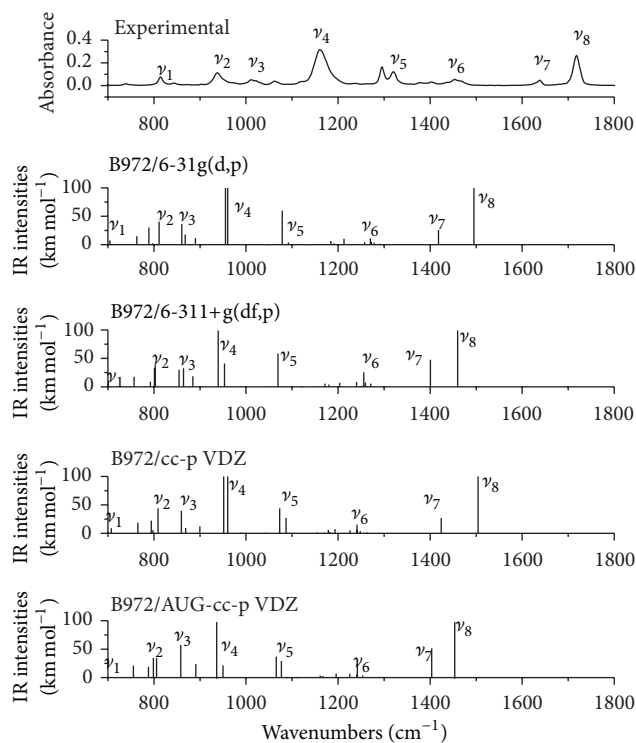 Experimental
Absorbance
0.4
0.2
0.0
ν1 ν2 ν3 ν4 ν5 ν6 ν7 ν8
800 1000 1200 1400 1600 1800
B972/6-31g(d,p)
IR intensities
(km mol−1)
100
50
0
ν1 ν2 ν3 ν4 ν5 ν6 ν7 ν8
800 1000 1200 1400 1600 1800
B972/6-311+g(df,p)
IR intensities
(km mol−1)
100
50
0
ν1 ν2 ν3 ν4 ν5 ν6 ν7 ν8
800 1000 1200 1400 1600 1800
B972/cc-p VDZ
IR intensities
(km mol−1)
100
50
0
ν1 ν2 ν3 ν4 ν5 ν6 ν7 ν8
800 1000 1200 1400 1600 1800
B972/AUG-cc-p VDZ
IR intensities
(km mol−1)
100
50
0
ν1 ν2 ν3 ν4 ν5 ν6 ν7 ν8
800 1000 1200 1400 1600 1800
Wavenumbers (cm−1)